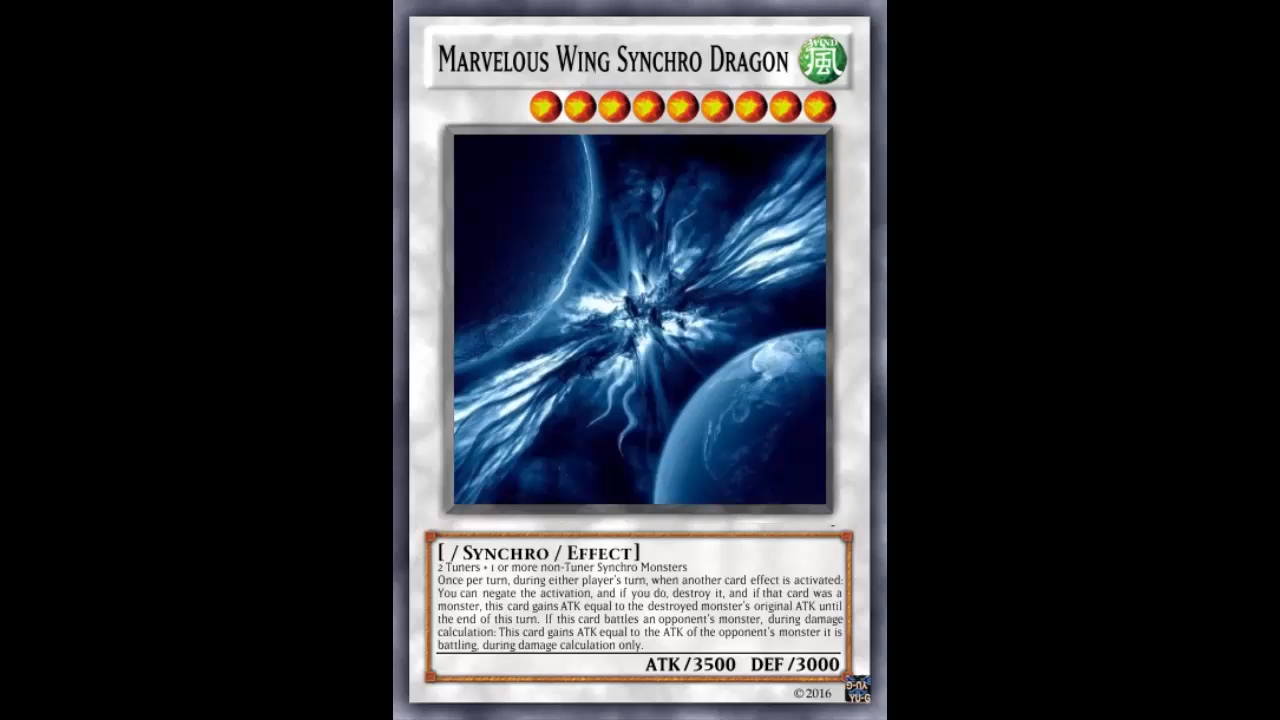 MARVELOUS WING SYNCHRO DRAGON
WIND
風
-
[ / SYNCHRO / EFFECT]
2 Tuners + 1 or more non-Tuner Synchro Monsters
Once per turn, during either player's turn, when another card effect is activated:
You can negate the activation, and if you do, destroy it, and if that card was a
monster, this card gains ATK equal to the destroyed monster's original ATK until
the end of this turn. If this card battles an opponent's monster, during damage
calculation: This card gains ATK equal to the ATK of the opponent's monster it is
battling, during damage calculation only.
ATK/3500 DEF/3000
©2016